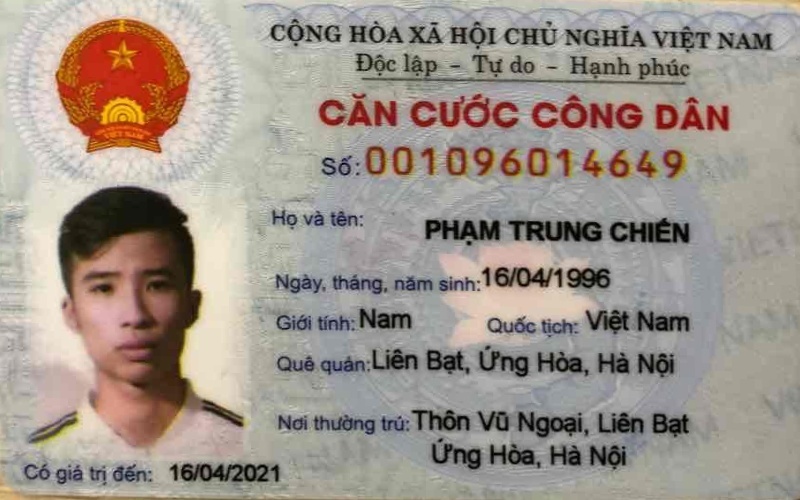 CỘNG HÒA XÃ HỘI CHỦ NGHĨA VIỆT NAM
Độc lập – Tự do – Hạnh phúc
CĂN CƯỚC CÔNG DÂN
Số: 001096014649
Họ và tên: PHẠM TRUNG CHIẾN
Ngày, tháng, năm sinh: 16/04/1996
Giới tính: Nam Quốc tịch: Việt Nam
Quê quán: Liên Bạt, Ứng Hòa, Hà Nội
Nơi thường trú: Thôn Vũ Ngoại, Liên Bạt
Ứng Hòa, Hà Nội
Có giá trị đến: 16/04/2021